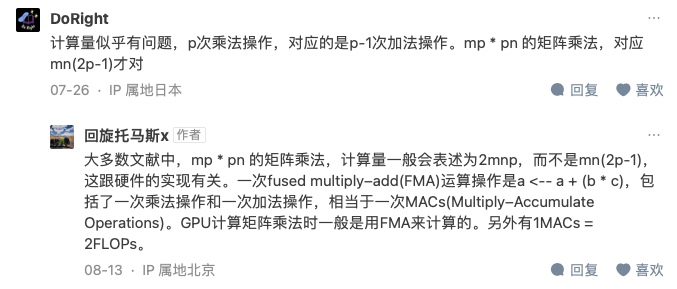 DoRight
计算量似乎有问题，p次乘法操作，对应的是p-1次加法操作。mp * pn 的矩阵乘法，对应
mn(2p-1)才对
07-26 · IP 属地日本
回复 喜欢
回旋托马斯x 作者
大多数文献中，mp * pn 的矩阵乘法，计算量一般会表述为2mnp，而不是mn(2p-1)，
这跟硬件的实现有关。一次fused multiply–add(FMA)运算操作是a <-- a + (b * c)，包
括了一次乘法操作和一次加法操作，相当于一次MACs(Multiply–Accumulate
Operations)。GPU计算矩阵乘法时一般是用FMA来计算的。另外有1MACs =
2FLOPs。
08-13 · IP 属地北京
回复 喜欢